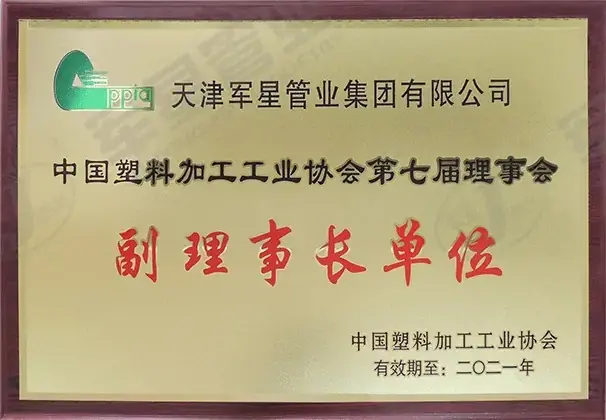 cppia 天津军星管业集团有限公司
中国塑料加工工业协会第七届理事会
副理事长单位
中国塑料加工工业协会
有效期至：二〇二一年